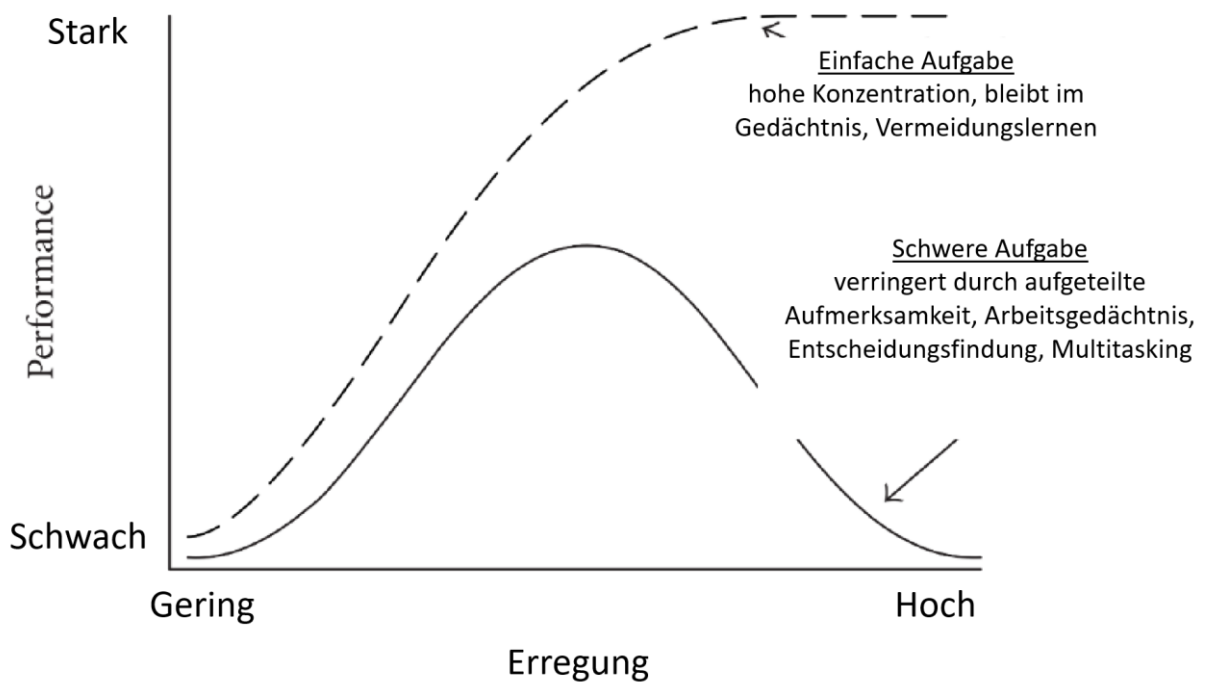 Stark
Einfache Aufgabe
hohe Konzentration, bleibt im
Gedächtnis, Vermeidungslernen
Performance
Schwere Aufgabe
verringert durch aufgeteilte
Aufmerksamkeit, Arbeitsgedächtnis,
Entscheidungsfindung, Multitasking
Schwach
Gering
Hoch
Erregung